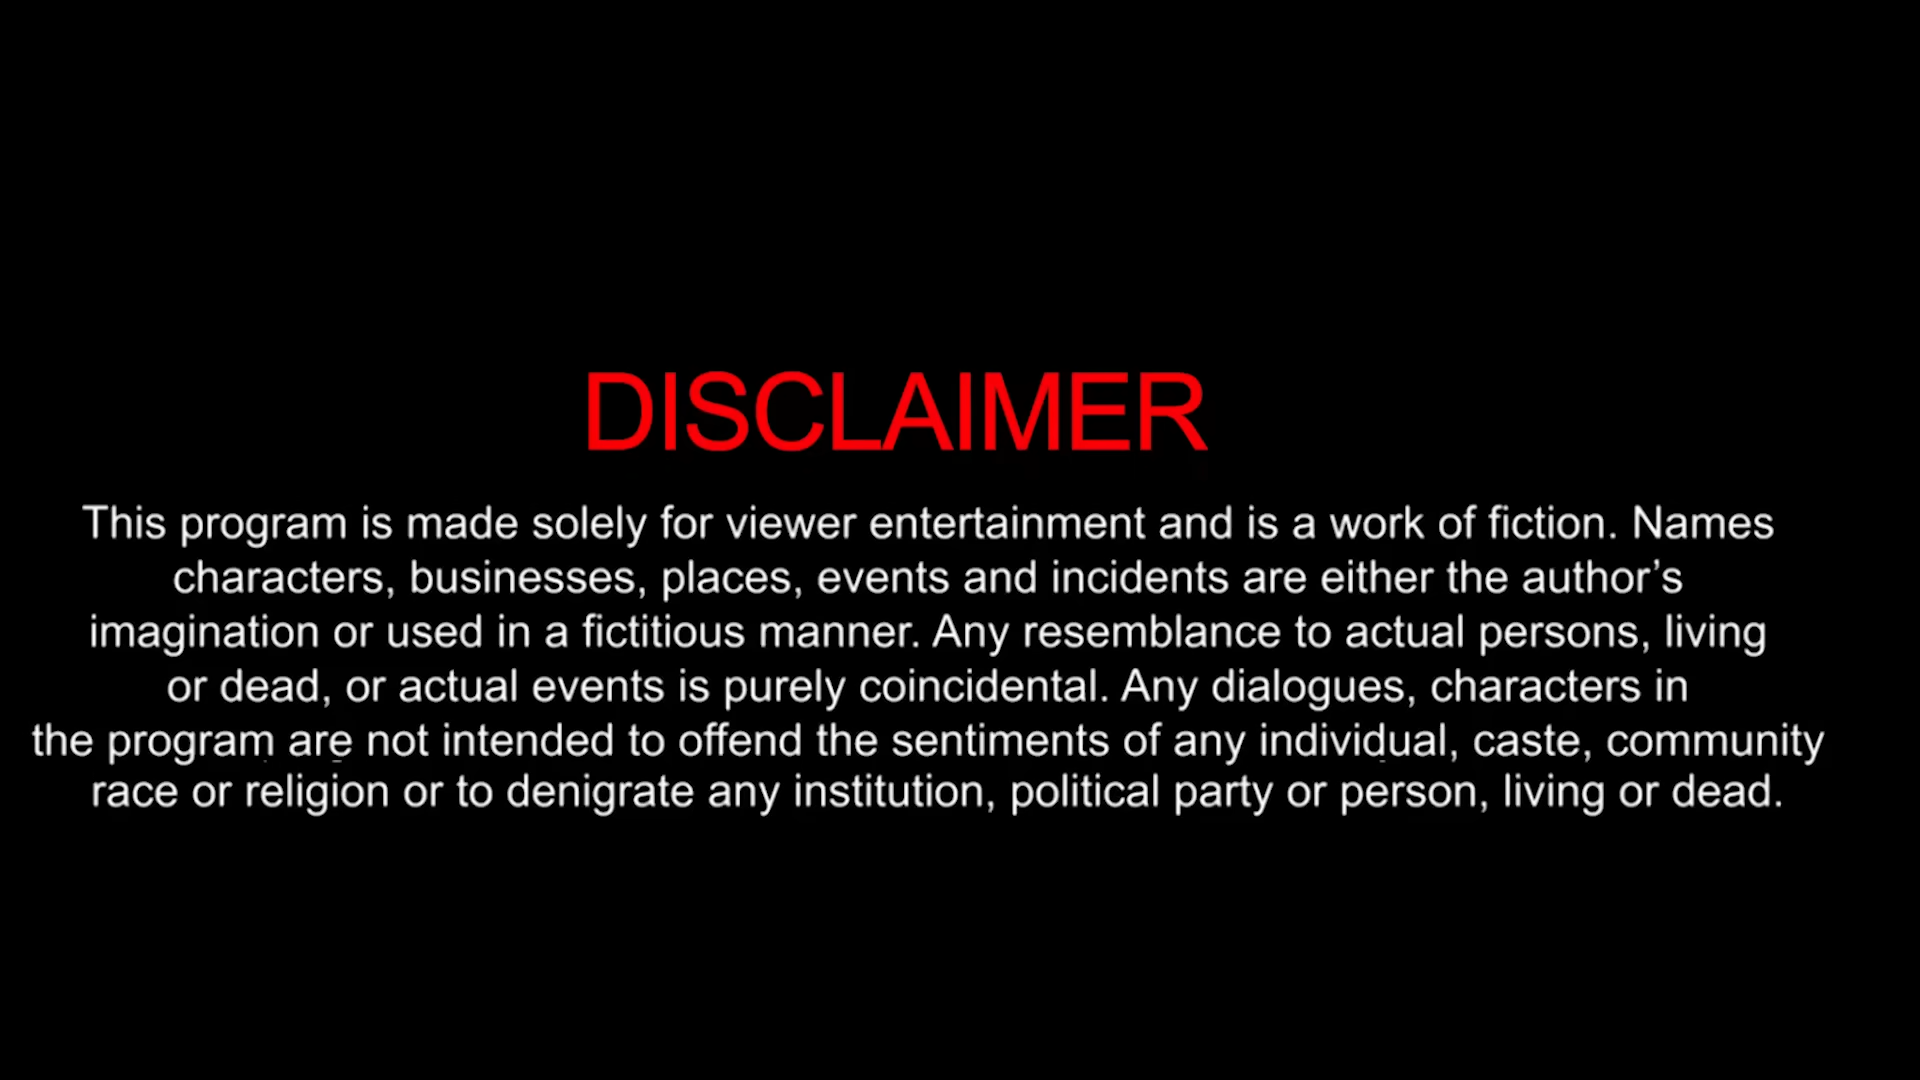 DISCLAIMER
This program is made solely for viewer entertainment and is a work of fiction. Names
characters, businesses, places, events and incidents are either the author’s
imagination or used in a fictitious manner. Any resemblance to actual persons, living
or dead, or actual events is purely coincidental. Any dialogues, characters in
the program are not intended to offend the sentiments of any individual, caste, community
race or religion or to denigrate any institution, political party or person, living or dead.